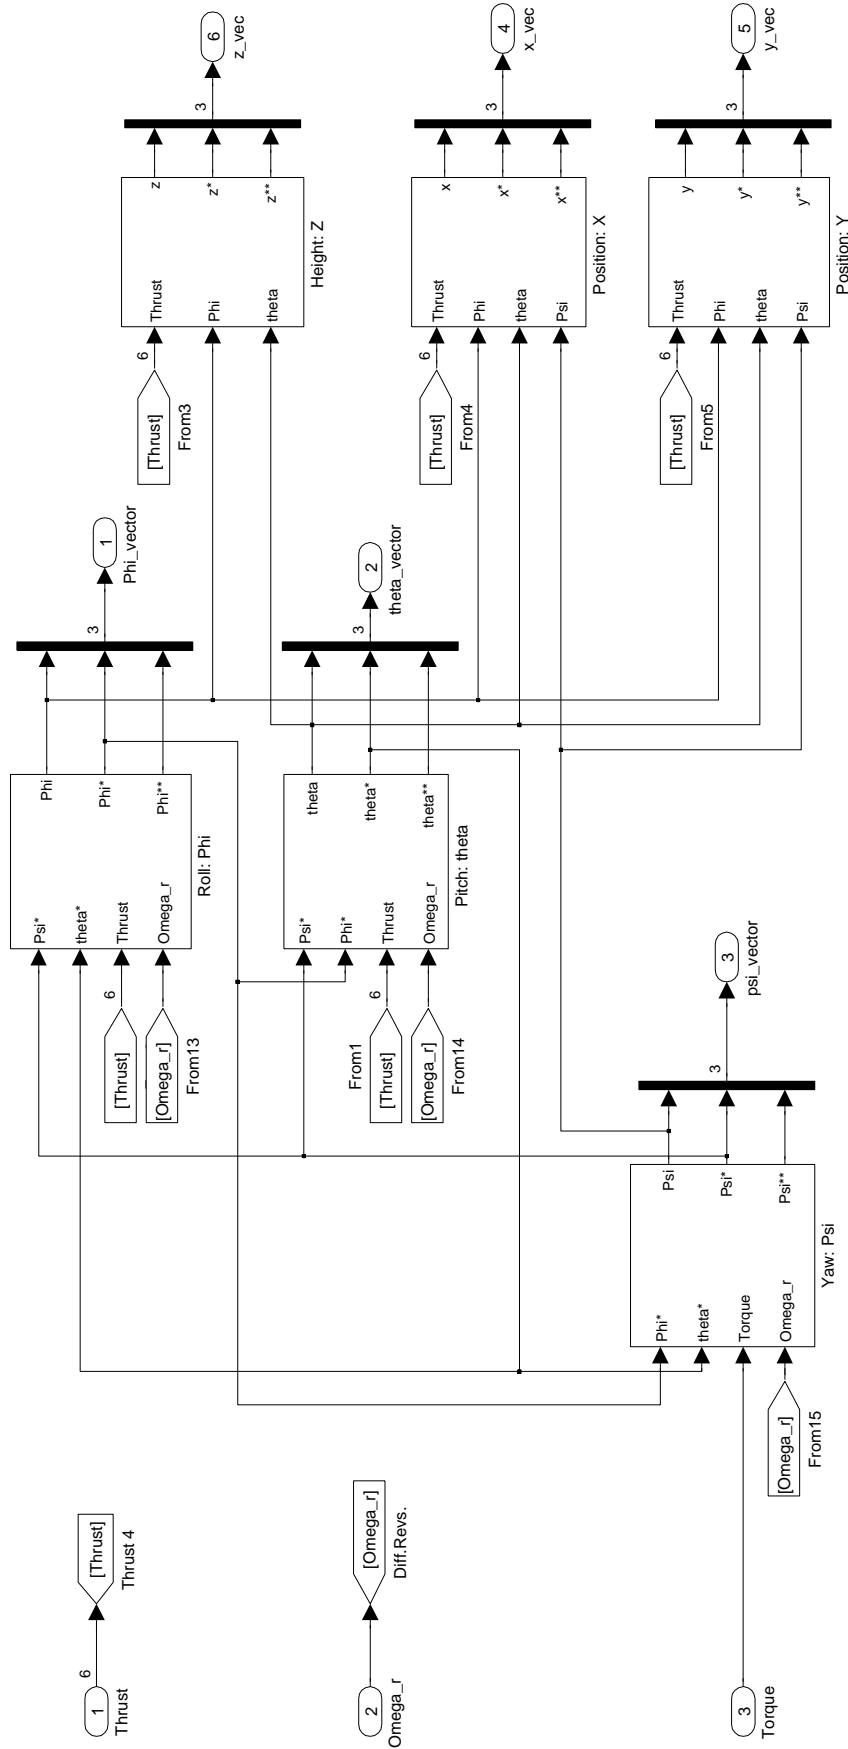 1
Thrust
6
[Thrust]
Thrust 4
2
Omega_r
[Omega_r]
Diff.Revs.
3
Torque
[Omega_r]
From15
Phi*
theta*
Torque
Omega_r
Psi
Psi*
Psi**
Yaw: Psi
3
3
psi_vector
6
[Thrust]
[Omega_r]
From13
Psi*
theta*
Thrust
Omega_r
Phi
Phi*
Phi**
Roll: Phi
3
1
Phi_vector
From1
6
[Thrust]
[Omega_r]
From14
Psi*
Phi*
Thrust
Omega_r
theta
theta*
theta**
Pitch: theta
3
2
theta_vector
6
[Thrust]
From3
Thrust
Phi
theta
z
z*
z**
Height: Z
3
6
z_vec
6
[Thrust]
From4
Thrust
Phi
theta
Psi
x
x*
x**
Position: X
3
4
x_vec
6
[Thrust]
From5
Thrust
Phi
theta
Psi
y
y*
y**
Position: Y
3
5
y_vec